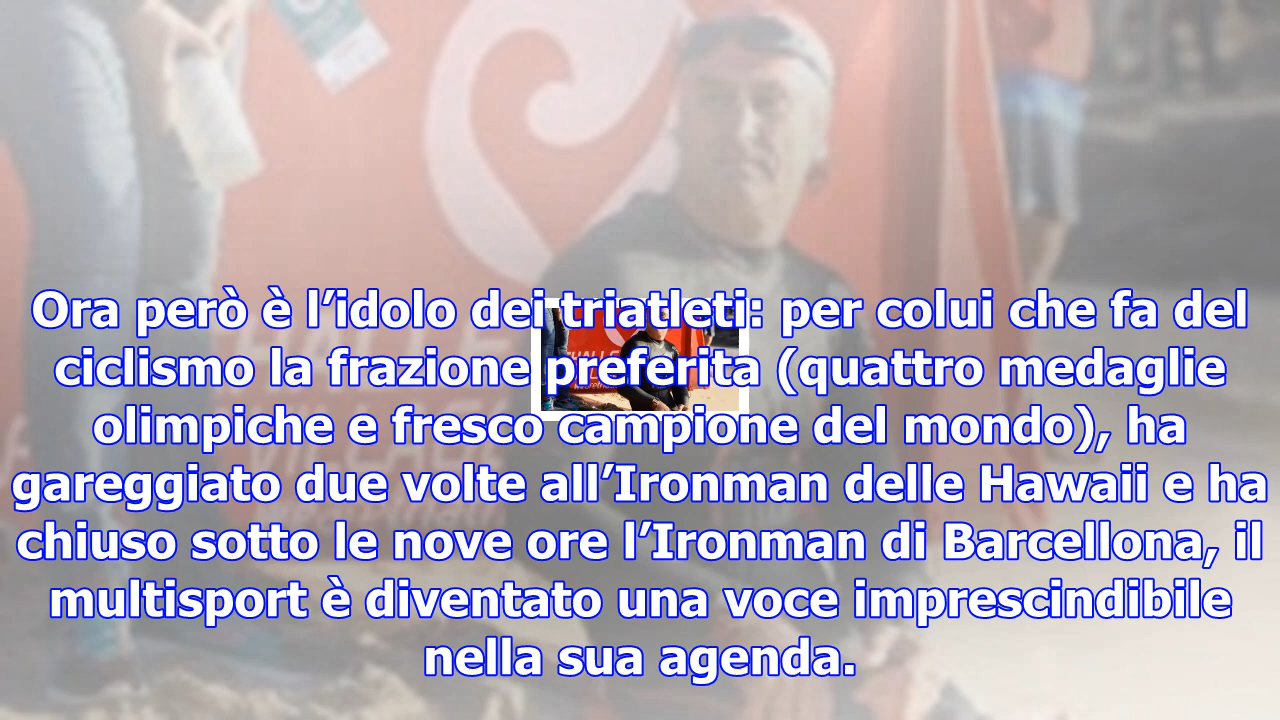 Ora però è l’idolo dei triatleti: per colui che fa del
ciclismo la frazione preferita (quattro medaglie
olimpiche e fresco campione del mondo), ha
gareggiato due volte all’Ironman delle Hawaii e ha
chiuso sotto le nove ore l’Ironman di Barcellona, il
multisport è diventato una voce imprescindibile
nella sua agenda.